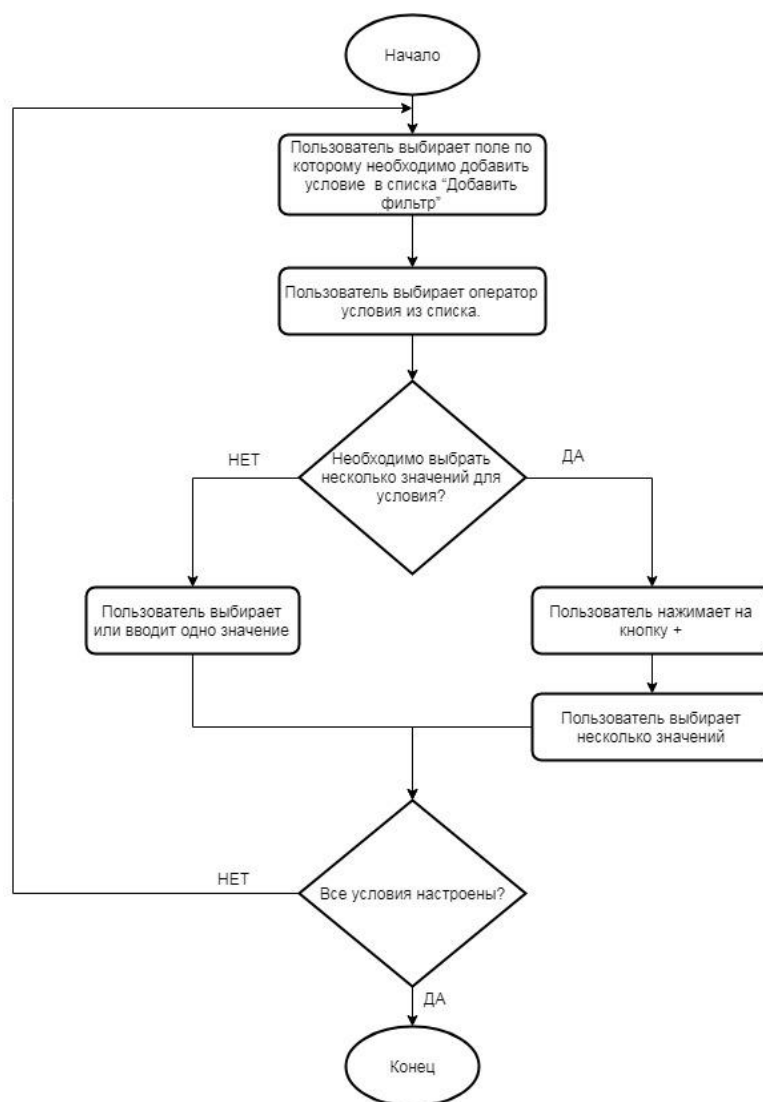 Начало
Пользователь выбирает поле по
которому необходимо добавить
условие в списка “Добавить
фильтр”
Пользователь выбирает оператор
условия из списка.
Необходимо выбрать
несколько значений для
условия?
НЕТ
ДА
Пользователь выбирает
или вводит одно значение
Пользователь нажимает на
кнопку +
Пользователь выбирает
несколько значений
Все условия настроены?
НЕТ
ДА
Конец